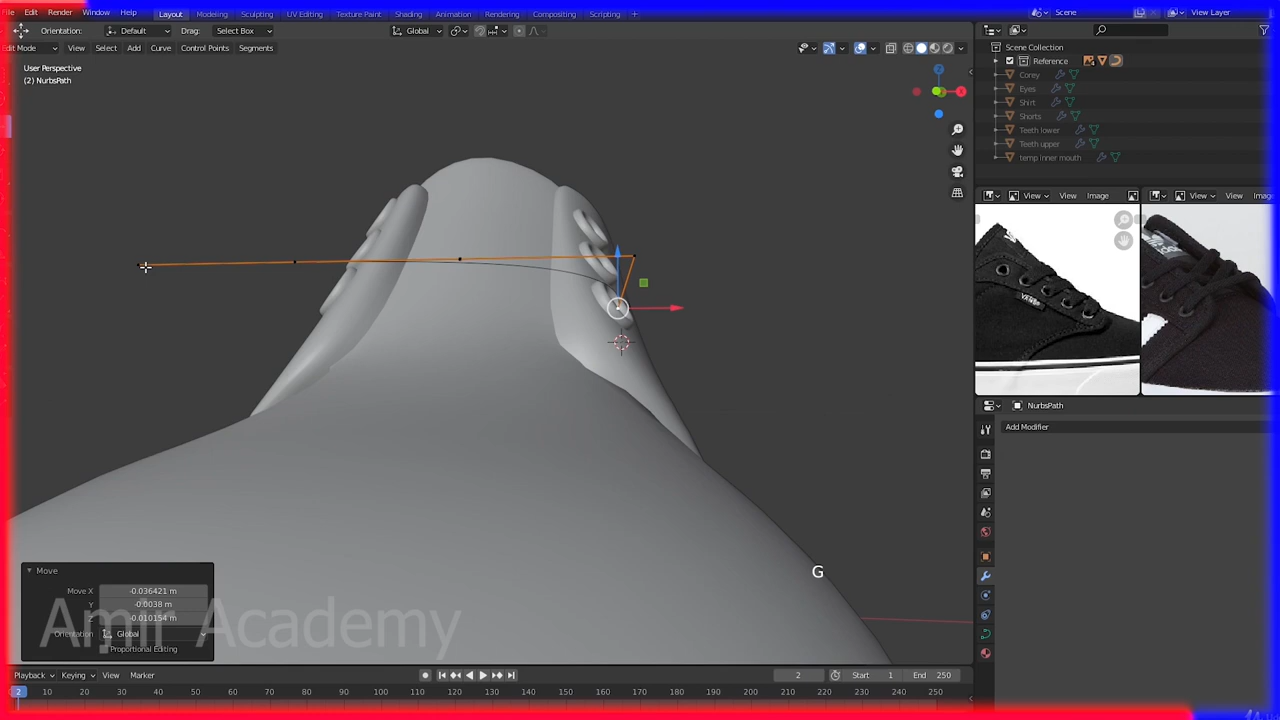 File Edit Render Window Help Layout Modeling Sculpting UV Editing Texture Paint Shading Animation Rendering Compositing Scripting + Scene View Layer
Orientation: Default Drag: Select Box Global
Edit Mode View Select Add Curve Control Points Segments
User Perspective
(2) NurbsPath
Scene Collection
Reference
Corey
Eyes
Shirt
Shorts
Teeth lower
Teeth upper
temp inner mouth
View View Image View View Imag
VANS
NurbsPath
Add Modifier
G
Move
Move X -0.036421 m
Y -0.0038 m
Z -0.010154 m
Orientation Global
Proportional Editing
Amir Academy
Playback Keying View Marker 2 Start 1 End 250
2 10 20 30 40 50 60 70 80 90 100 110 120 130 140 150 160 170 180 190 200 210 220 230 240 250